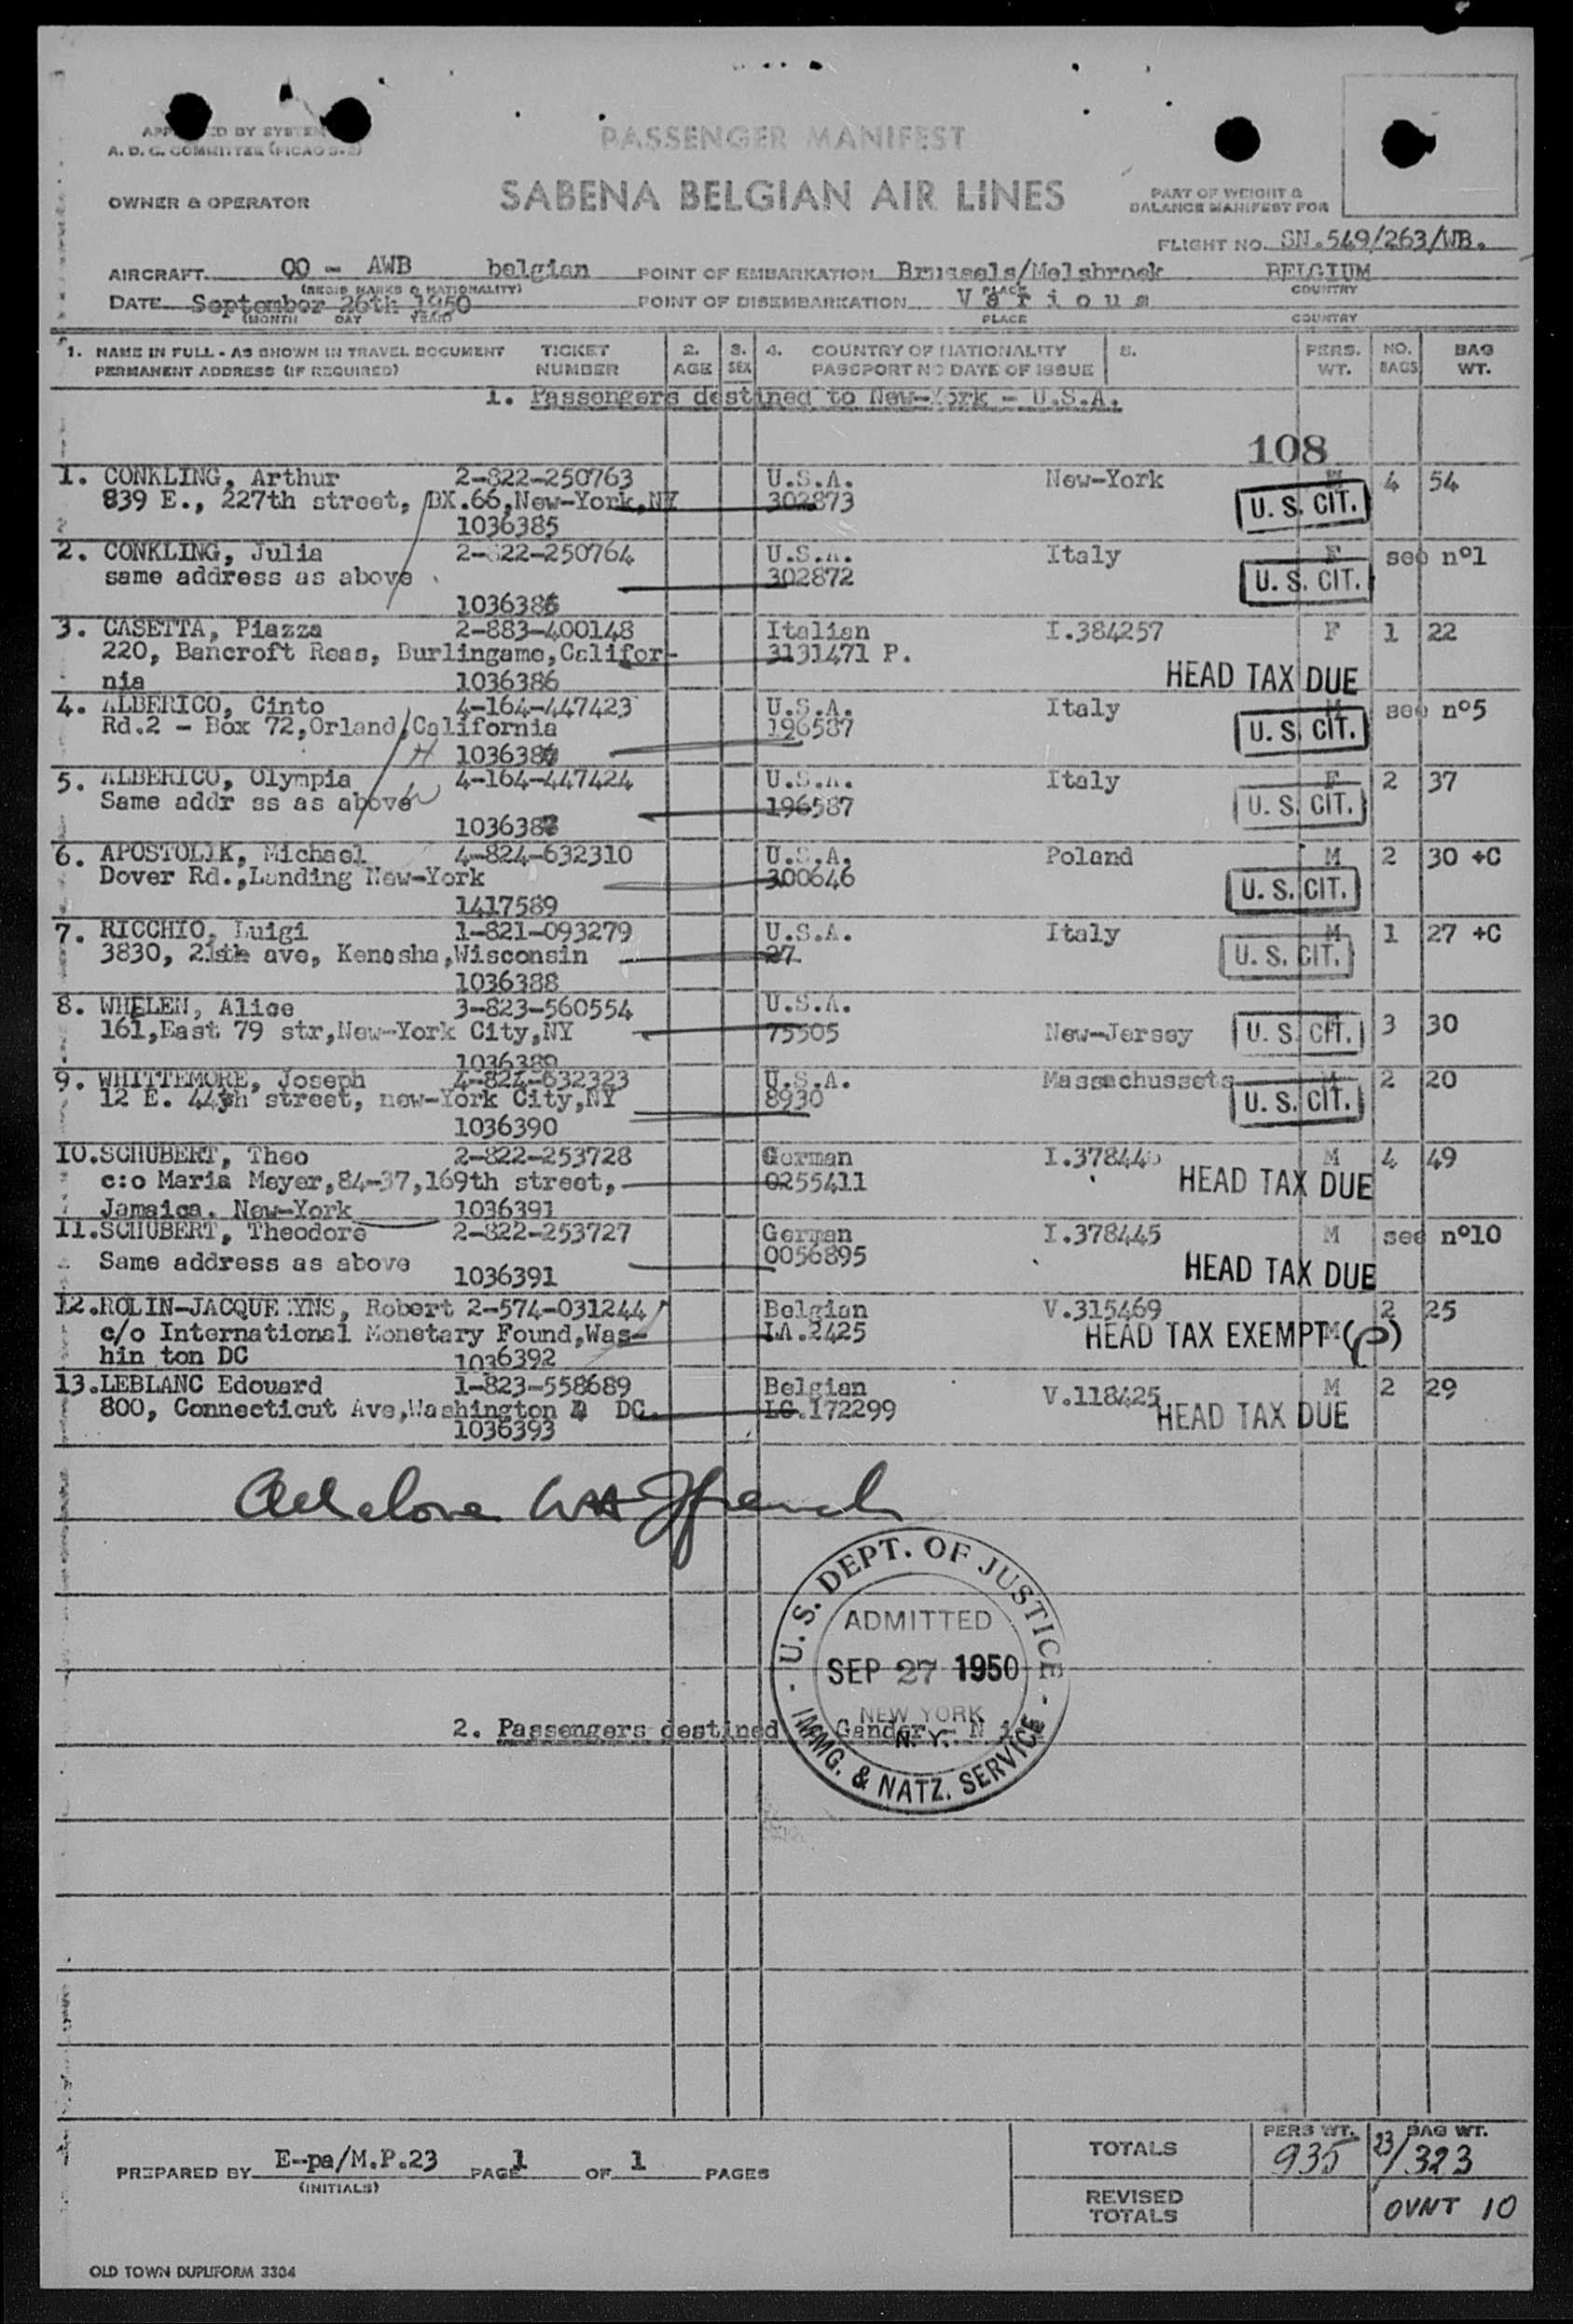 APP ED BY SYSTEM
A. D. C. COMMITTEE (PICAO
PASSENGER MANIFEST
OWNER & OPERATOR
SABENA BELGIAN AIR LINES
PART OF WEIGHT &
BALANCE MANIFEST FOR
FLIGHT NO. SN.549/263/WB.
AIRCRAFT OO - AWB belgian POINT OF EMBARKATION Brussels/Melsbroek BELGIUM
(REGIS MARKS & NATIONALITY) PLACE COUNTRY
DATE September 26th 1950 POINT OF DISEMBARKATION V a r i o u s
(MONTH DAY YEAR) PLACE COUNTRY
1. NAME IN FULL - AS SHOWN IN TRAVEL DOCUMENT TICKET 2. 3. 4. COUNTRY OF NATIONALITY 5. PERS. NO. BAG
PERMANENT ADDRESS (IF REQUIRED) NUMBER AGE SEX PASSPORT NO DATE OF ISSUE WT. BAGS WT.
1. Passengers destined to New-York - U.S.A.
108
1. CONKLING, Arthur 2-822-250763 U.S.A. New-York 4 54
839 E., 227th street, BX.66,New-York,NY 302873 U. S. CIT.
1036385
2. CONKLING, Julia 2-822-250764 U.S.A. Italy F see nº1
same address as above 302872 U. S. CIT.
1036386
3. CASETTA, Piazza 2-883-400148 Italian I.384257 F 1 22
220, Bancroft Reas, Burlingame,Califor- 3131471 P.
nia 1036386 HEAD TAX DUE
4. ALBERICO, Cinto 4-164-447423 U.S.A. Italy M see nº5
Rd.2 - Box 72,Orland,California 196587 U. S. CIT.
103638
5. ALBERICO, Olympia 4-164-447424 U.S.A. Italy F 2 37
Same addr ss as above 196587 U. S. CIT.
103638
6. APOSTOLIK, Michael 4-824-632310 U.S.A. Poland M 2 30 +C
Dover Rd.,Landing New-York 300646 U. S. CIT.
1417589
7. RICCHIO, Luigi 1-821-093279 U.S.A. Italy M 1 27 +C
3830, ave, Kenosha,Wisconsin 27 U. S. CIT.
1036388
8. WHELEN, Alice 3-823-560554 U.S.A.
161,East 79 str,New-York City,NY 75505 New-Jersey U. S. CIT. 3 30
1036389
9. WHITTEMORE, Joseph 4-824-632323 U.S.A. Massachussets M 2 20
12 E. 44th street, new-York City,NY 8930 U. S. CIT.
1036390
10.SCHUBERT, Theo 2-822-253728 German I.37844 M 4 49
c:o Maria Meyer,84-37,169th street, 0255411 HEAD TAX DUE
Jamaica. New-York 1036391
11.SCHUBERT, Theodore 2-822-253727 German I.378445 M see nº10
Same address as above 0056895 HEAD TAX DUE
1036391
12.ROLIN-JACQUE YNS, Robert 2-574-031244 Belgian V.315469 2 25
c/o International Monetary Found,Was- LA.2425 HEAD TAX EXEMPT M (P)
hin ton DC 1036392
13.LEBLANC Edouard 1-823-558689 Belgian V.118425 M 2 29
800, Connecticut Ave,Washington DC. LG.172299 HEAD TAX DUE
1036393
U. S. DEPT. OF JUSTICE
ADMITTED
SEP 27 1950
NEW YORK
N. Y.
IMMG. & NATZ. SERVICE
2. Passengers destined Gander - N
PREPARED BY E-pa/M.P.23 PAGE 1 OF 1 PAGES
(INITIALS)
TOTALS PERS WT. 935 23/ BAG WT. 323
REVISED
TOTALS OVNT 10
OLD TOWN DUPLIFORM 3304